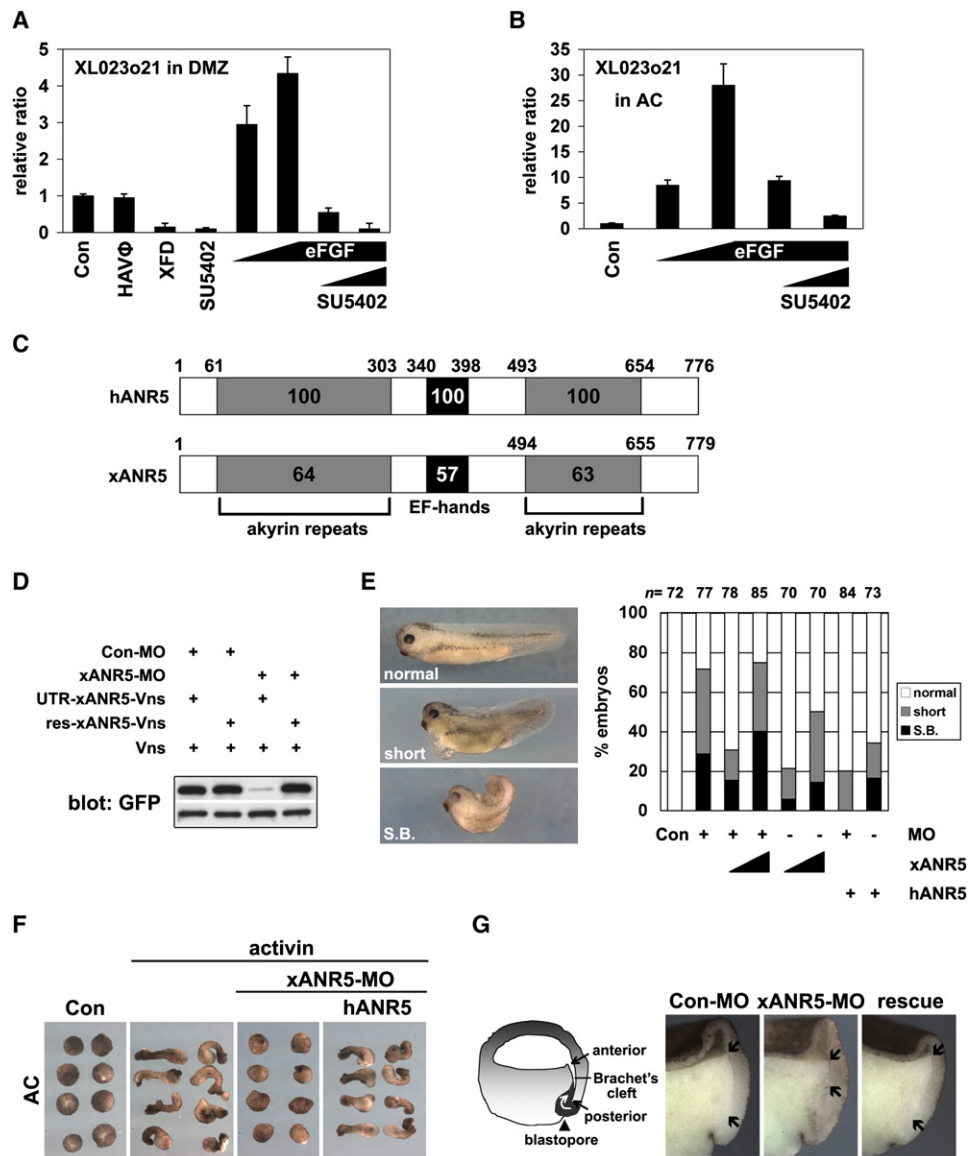 A
XL023o21 in DMZ
relative ratio
5
4
3
2
1
0
Con
HAVΦ
XFD
SU5402
eFGF
SU5402
B
XL023o21
in AC
relative ratio
35
30
25
20
15
10
5
0
Con
eFGF
SU5402
C
1 61 303 340 398 493 654 776
hANR5 100 100 100
1 494 655 779
xANR5 64 57 63
akyrin repeats EF-hands akyrin repeats
D
Con-MO + +
xANR5-MO + +
UTR-xANR5-Vns + +
res-xANR5-Vns + +
Vns + + + +
blot: GFP
E
normal
short
S.B.
n= 72 77 78 85 70 70 84 73
% embryos
100
80
60
40
20
0
normal
short
S.B.
Con + + + - - + - MO
xANR5
+ + hANR5
F
activin
xANR5-MO
Con hANR5
AC
G
anterior
Brachet's
cleft
posterior
blastopore
Con-MO xANR5-MO rescue